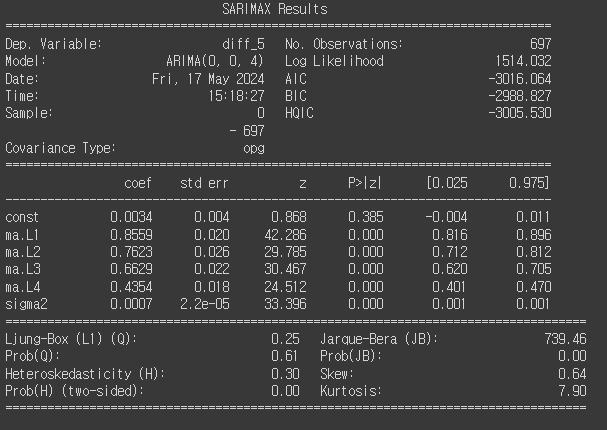 SARIMAX Results
==============================================================================
Dep. Variable: diff_5 No. Observations: 697
Model: ARIMA(0, 0, 4) Log Likelihood 1514.032
Date: Fri, 17 May 2024 AIC -3016.064
Time: 15:18:27 BIC -2988.827
Sample: 0 HQIC -3005.530
- 697
Covariance Type: opg
==============================================================================
coef std err z P>|z| [0.025 0.975]
------------------------------------------------------------------------------
const 0.0034 0.004 0.868 0.385 -0.004 0.011
ma.L1 0.8559 0.020 42.286 0.000 0.816 0.896
ma.L2 0.7623 0.026 29.785 0.000 0.712 0.812
ma.L3 0.6629 0.022 30.467 0.000 0.620 0.705
ma.L4 0.4354 0.018 24.512 0.000 0.401 0.470
sigma2 0.0007 2.2e-05 33.396 0.000 0.001 0.001
===================================================================================
Ljung-Box (L1) (Q): 0.25 Jarque-Bera (JB): 739.46
Prob(Q): 0.61 Prob(JB): 0.00
Heteroskedasticity (H): 0.30 Skew: 0.64
Prob(H) (two-sided): 0.00 Kurtosis: 7.90
===================================================================================